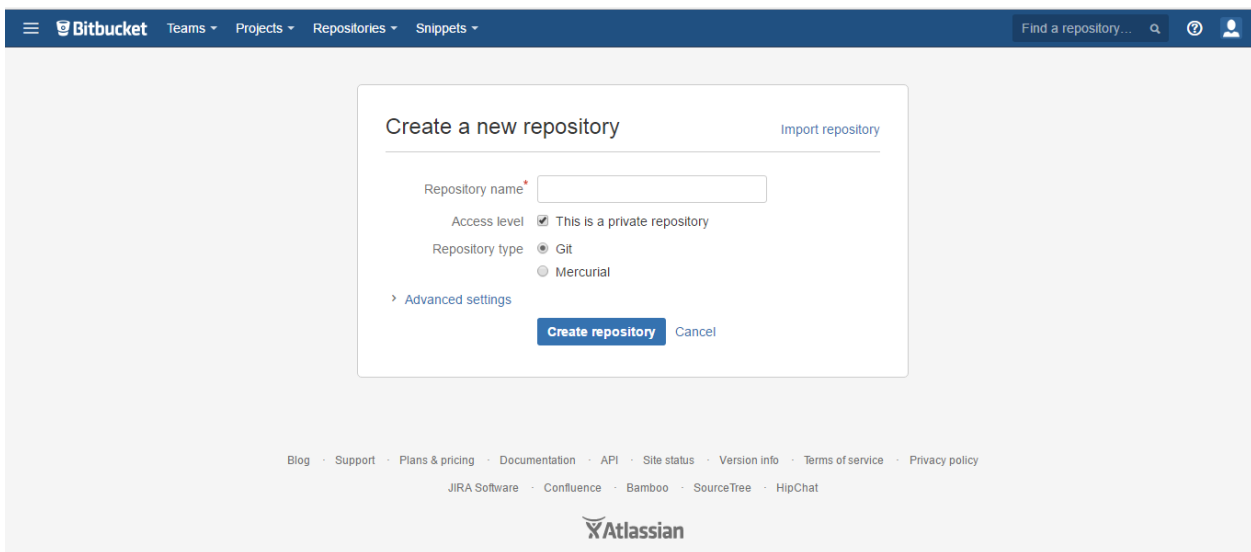 Bitbucket Teams Projects Repositories Snippets Find a repository...
Create a new repository Import repository
Repository name*
Access level This is a private repository
Repository type Git
Mercurial
Advanced settings
Create repository Cancel
Blog · Support · Plans & pricing · Documentation · API · Site status · Version info · Terms of service · Privacy policy
JIRA Software · Confluence · Bamboo · SourceTree · HipChat
Atlassian